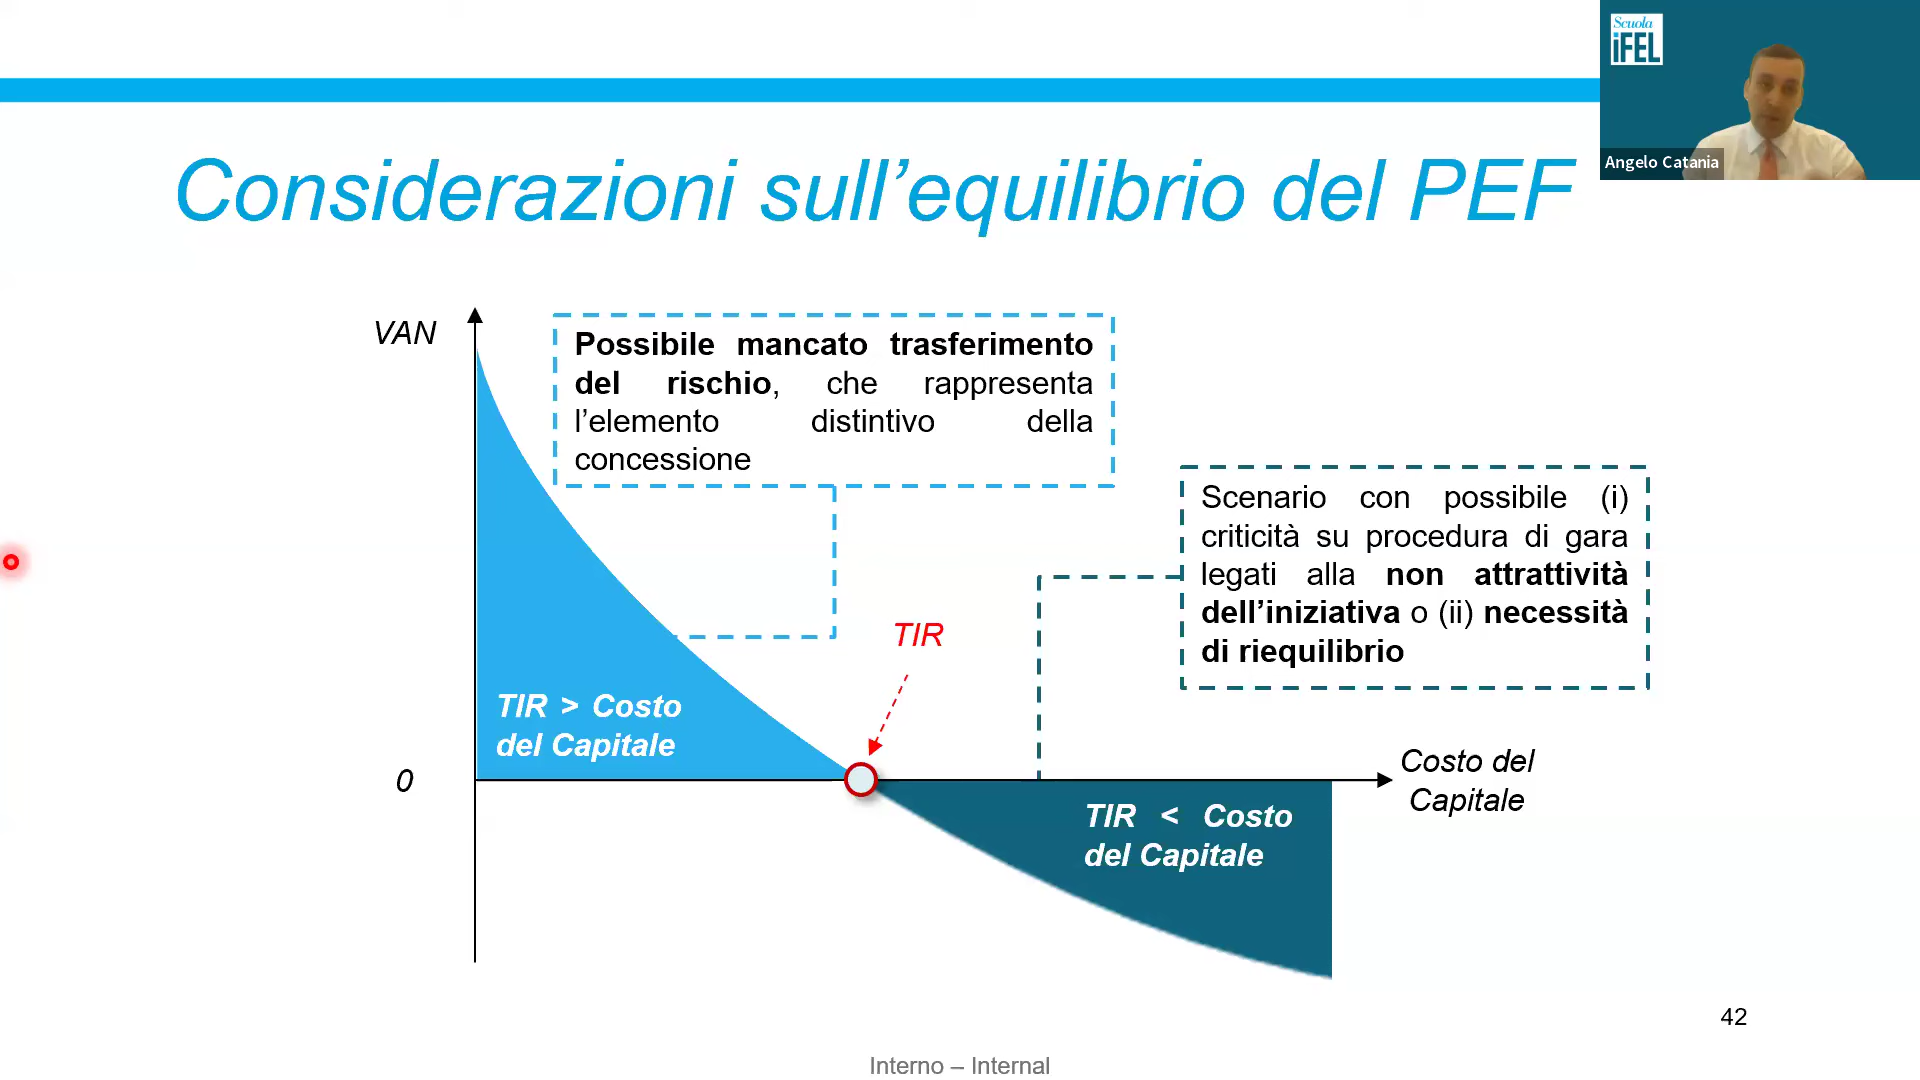 Scuola
iFEL
Angelo Catania
Considerazioni sull’equilibrio del PEF
VAN
Possibile mancato trasferimento
del rischio, che rappresenta
l’elemento distintivo della
concessione
Scenario con possibile (i)
criticità su procedura di gara
legati alla non attrattività
dell’iniziativa o (ii) necessità
di riequilibrio
TIR
TIR > Costo
del Capitale
0
Costo del
Capitale
TIR < Costo
del Capitale
42
Interno – Internal